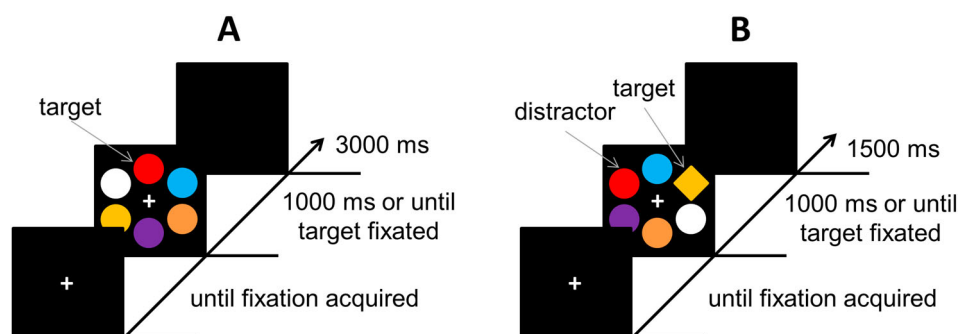 A
target
3000 ms
1000 ms or until
target fixated
until fixation acquired
B
target
distractor
1500 ms
1000 ms or until
target fixated
until fixation acquired